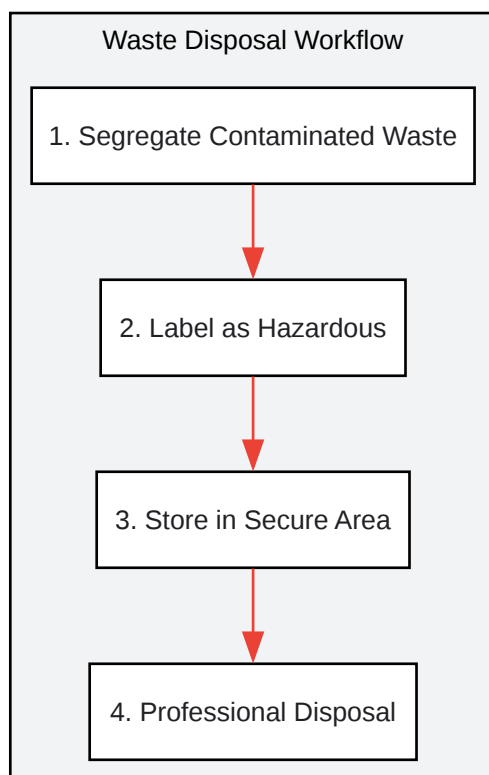 Waste Disposal Workflow
1. Segregate Contaminated Waste
2. Label as Hazardous
3. Store in Secure Area
4. Professional Disposal